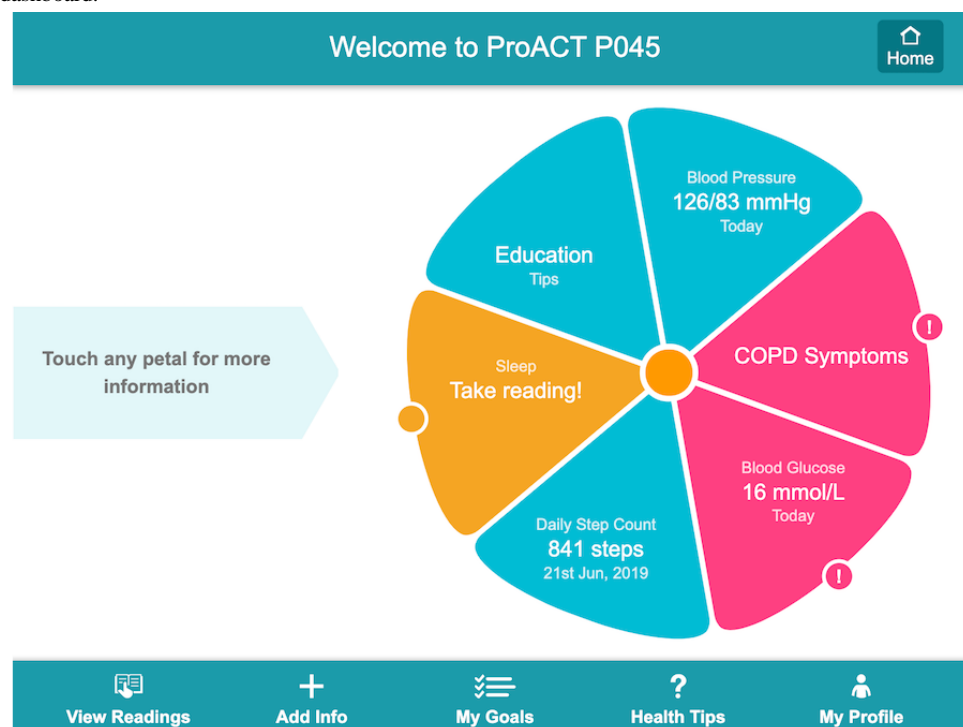 dashboard.
Welcome to ProACT P045
Home
Touch any petal for more
information
Education
Tips
Blood Pressure
126/83 mmHg
Today
COPD Symptoms
!
Blood Glucose
16 mmol/L
Today
!
Daily Step Count
841 steps
21st Jun, 2019
Sleep
Take reading!
View Readings
Add Info
My Goals
? 
Health Tips
My Profile